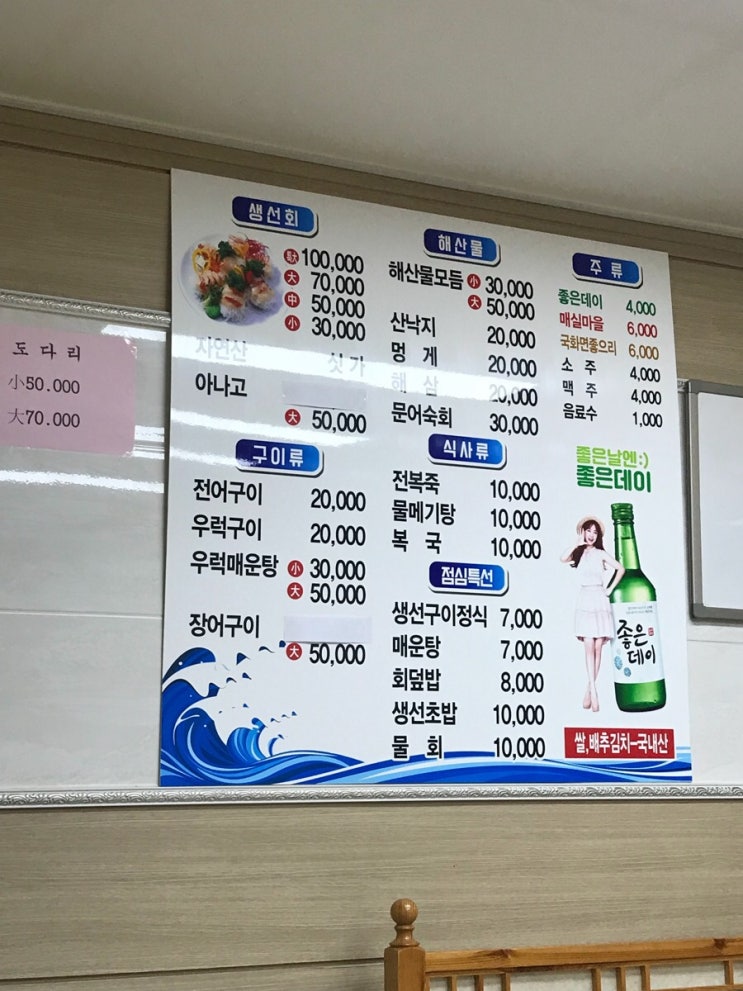 도다리
小50.000
大70.000
생선회
특大 100,000
大 70,000
中 50,000
小 30,000
자연산 싯가
아나고
大 50,000
구이류
전어구이 20,000
우럭구이 20,000
우럭매운탕 小 30,000
大 50,000
장어구이
大 50,000
해산물
해산물모듬 小 30,000
大 50,000
산낙지 20,000
멍게 20,000
해삼 20,000
문어숙회 30,000
식사류
전복죽 10,000
물메기탕 10,000
복국 10,000
점심특선
생선구이정식 7,000
매운탕 7,000
회덮밥 8,000
생선초밥 10,000
물회 10,000
주류
좋은데이 4,000
매실마을 6,000
국화면좋으리 6,000
소주 4,000
맥주 4,000
음료수 1,000
좋은날엔:)
좋은데이
좋은
데이
쌀,배추김치-국내산